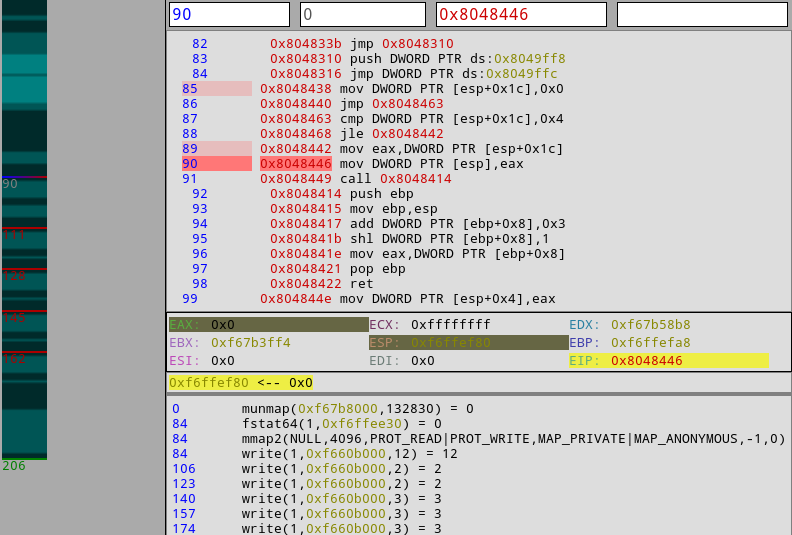 90 0 0x8048446
82 0x804833b jmp 0x8048310
83 0x8048310 push DWORD PTR ds:0x8049ff8
84 0x8048316 jmp DWORD PTR ds:0x8049ffc
85 0x8048438 mov DWORD PTR [esp+0x1c],0x0
86 0x8048440 jmp 0x8048463
87 0x8048463 cmp DWORD PTR [esp+0x1c],0x4
88 0x8048468 jle 0x8048442
89 0x8048442 mov eax,DWORD PTR [esp+0x1c]
90 0x8048446 mov DWORD PTR [esp],eax
91 0x8048449 call 0x8048414
92 0x8048414 push ebp
93 0x8048415 mov ebp,esp
94 0x8048417 add DWORD PTR [ebp+0x8],0x3
95 0x804841b shl DWORD PTR [ebp+0x8],1
96 0x804841e mov eax,DWORD PTR [ebp+0x8]
97 0x8048421 pop ebp
98 0x8048422 ret
99 0x804844e mov DWORD PTR [esp+0x4],eax
EAX: 0x0 ECX: 0xffffffff EDX: 0xf67b58b8
EBX: 0xf67b3ff4 ESP: 0xf6ffef80 EBP: 0xf6ffefa8
ESI: 0x0 EDI: 0x0 EIP: 0x8048446
0xf6ffef80 <-- 0x0
0 munmap(0xf67b8000,132830) = 0
84 fstat64(1,0xf6ffee30) = 0
84 mmap2(NULL,4096,PROT_READ|PROT_WRITE,MAP_PRIVATE|MAP_ANONYMOUS,-1,0)
84 write(1,0xf660b000,12) = 12
106 write(1,0xf660b000,2) = 2
123 write(1,0xf660b000,2) = 2
140 write(1,0xf660b000,3) = 3
157 write(1,0xf660b000,3) = 3
174 write(1,0xf660b000,3) = 3
90
206